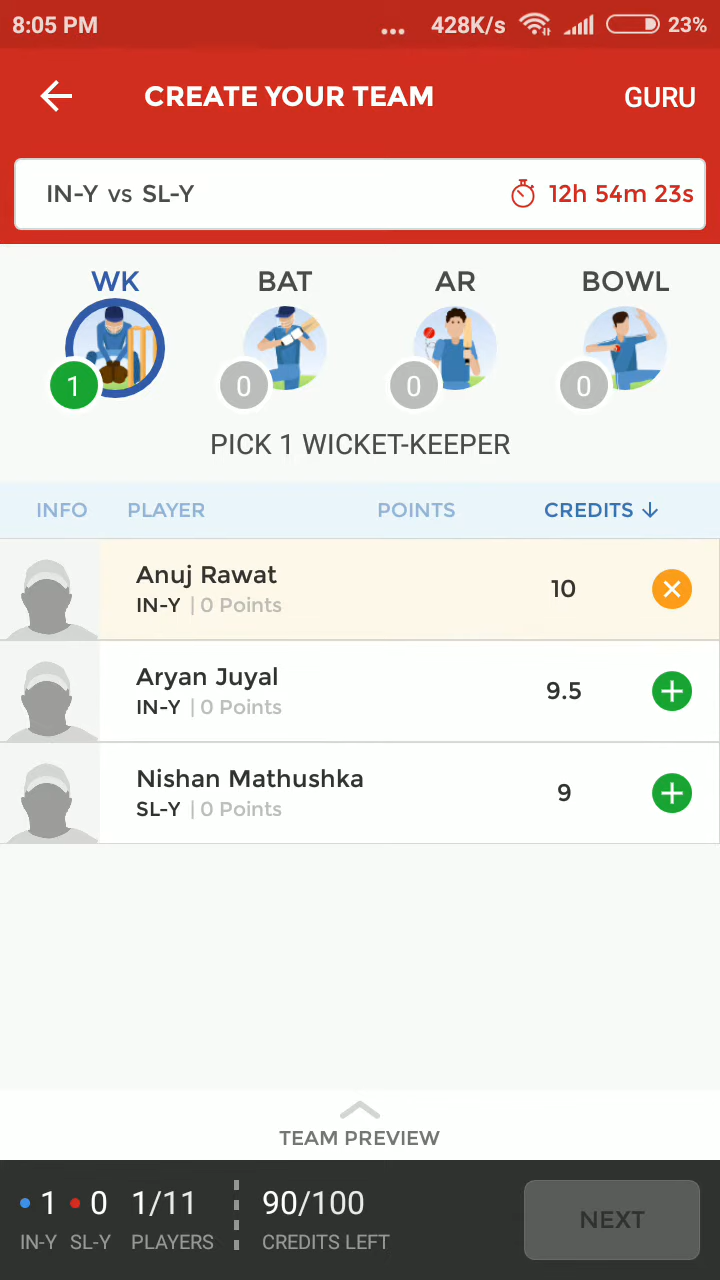 8:05 PM ... 428K/s 23%
CREATE YOUR TEAM GURU
IN-Y vs SL-Y 12h 54m 23s
WK BAT AR BOWL
1 0 0 0
PICK 1 WICKET-KEEPER
INFO PLAYER POINTS CREDITS ↓
Anuj Rawat
IN-Y | 0 Points 10
Aryan Juyal
IN-Y | 0 Points 9.5
Nishan Mathushka
SL-Y | 0 Points 9
TEAM PREVIEW
1 0 1/11 90/100
IN-Y SL-Y PLAYERS CREDITS LEFT
NEXT